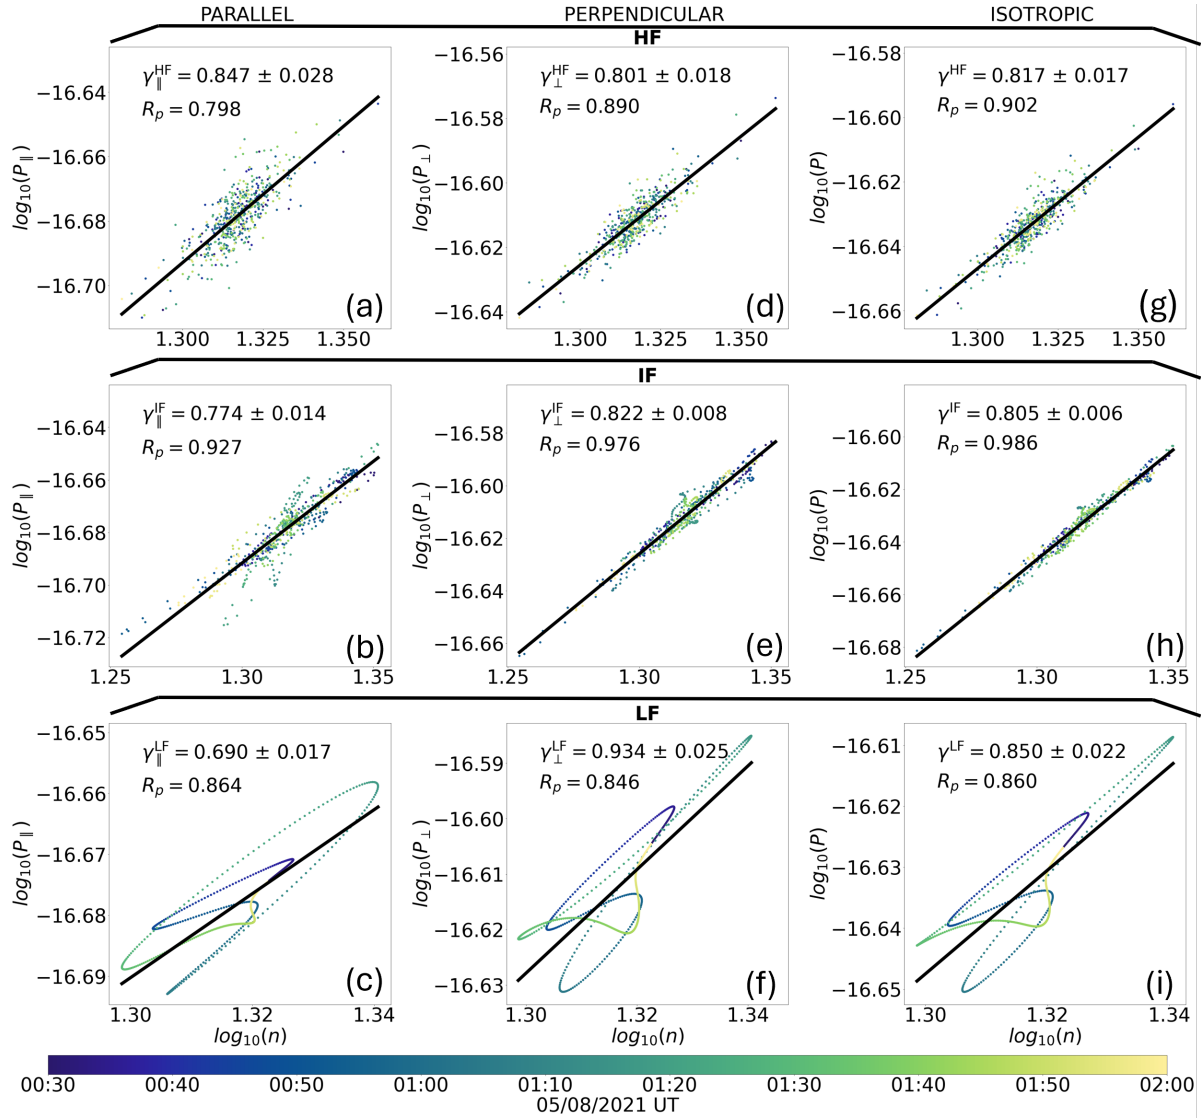 PARALLEL PERPENDICULAR ISOTROPIC
HF
γ∥^HF = 0.847 ± 0.028
R_p = 0.798
−16.64
−16.66
−16.68
−16.70
log10(P∥)
1.300 1.325 1.350
(a)
γ⊥^HF = 0.801 ± 0.018
R_p = 0.890
−16.56
−16.58
−16.60
−16.62
−16.64
log10(P⊥)
1.300 1.325 1.350
(d)
γ^HF = 0.817 ± 0.017
R_p = 0.902
−16.58
−16.60
−16.62
−16.64
−16.66
log10(P)
1.300 1.325 1.350
(g)
IF
γ∥^IF = 0.774 ± 0.014
R_p = 0.927
−16.64
−16.66
−16.68
−16.70
−16.72
log10(P∥)
1.25 1.30 1.35
(b)
γ⊥^IF = 0.822 ± 0.008
R_p = 0.976
−16.58
−16.60
−16.62
−16.64
−16.66
log10(P⊥)
1.25 1.30 1.35
(e)
γ^IF = 0.805 ± 0.006
R_p = 0.986
−16.60
−16.62
−16.64
−16.66
−16.68
log10(P)
1.25 1.30 1.35
(h)
LF
γ∥^LF = 0.690 ± 0.017
R_p = 0.864
−16.65
−16.66
−16.67
−16.68
−16.69
log10(P∥)
1.30 1.32 1.34
log10(n)
(c)
γ⊥^LF = 0.934 ± 0.025
R_p = 0.846
−16.59
−16.60
−16.61
−16.62
−16.63
log10(P⊥)
1.30 1.32 1.34
log10(n)
(f)
γ^LF = 0.850 ± 0.022
R_p = 0.860
−16.61
−16.62
−16.63
−16.64
−16.65
log10(P)
1.30 1.32 1.34
log10(n)
(i)
00:30 00:40 00:50 01:00 01:10 01:20 01:30 01:40 01:50 02:00
05/08/2021 UT